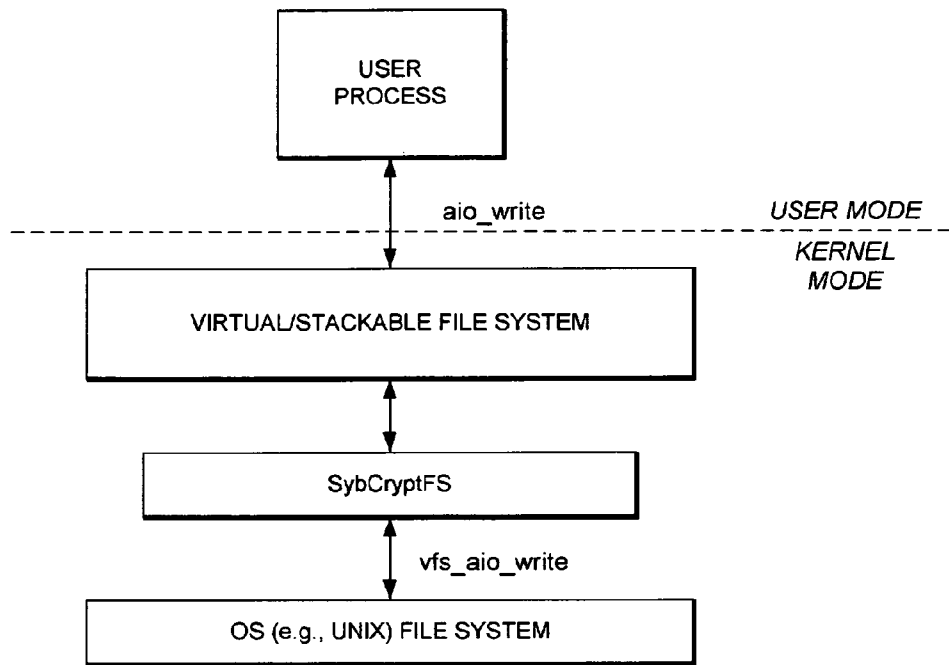 USER
PROCESS
aio_write
USER MODE
KERNEL
MODE
VIRTUAL/STACKABLE FILE SYSTEM
SybCryptFS
vfs_aio_write
OS (e.g., UNIX) FILE SYSTEM